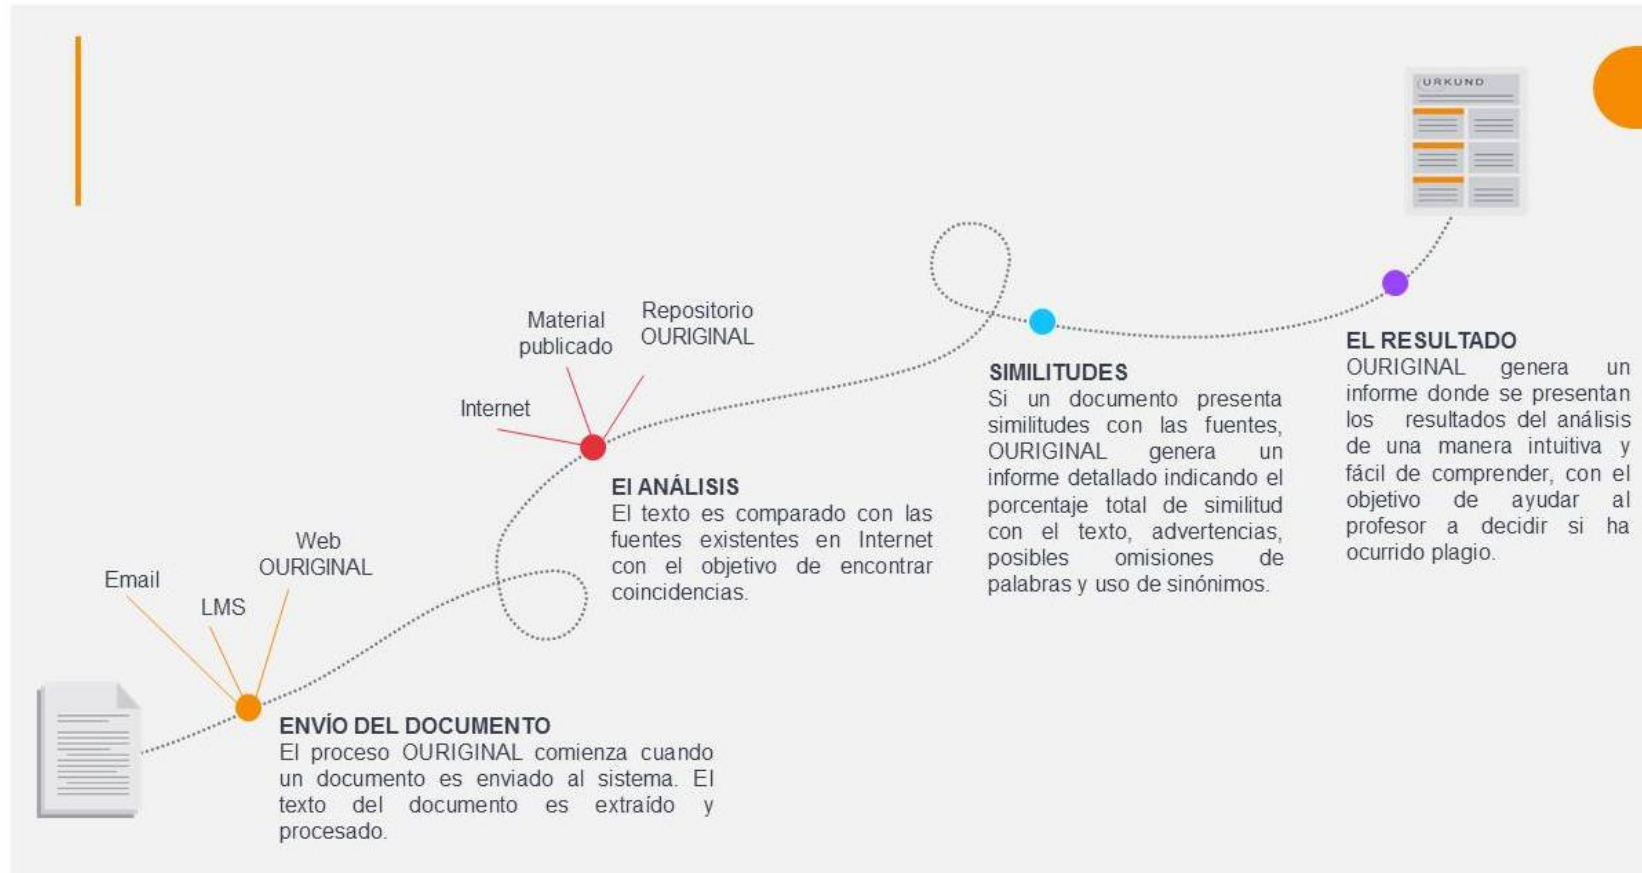 URKUND
Email
LMS
Web
OURIGINAL
ENVÍO DEL DOCUMENTO
El proceso OURIGINAL comienza cuando
un documento es enviado al sistema. El
texto del documento es extraído y
procesado.
Internet
Material
publicado
Repositorio
OURIGINAL
El ANÁLISIS
El texto es comparado con las
fuentes existentes en Internet
con el objetivo de encontrar
coincidencias.
SIMILITUDES
Si un documento presenta
similitudes con las fuentes,
OURIGINAL genera un
informe detallado indicando el
porcentaje total de similitud
con el texto, advertencias,
posibles omisiones de
palabras y uso de sinónimos.
EL RESULTADO
OURIGINAL genera un
informe donde se presentan
los resultados del análisis
de una manera intuitiva y
fácil de comprender, con el
objetivo de ayudar al
profesor a decidir si ha
ocurrido plagio.